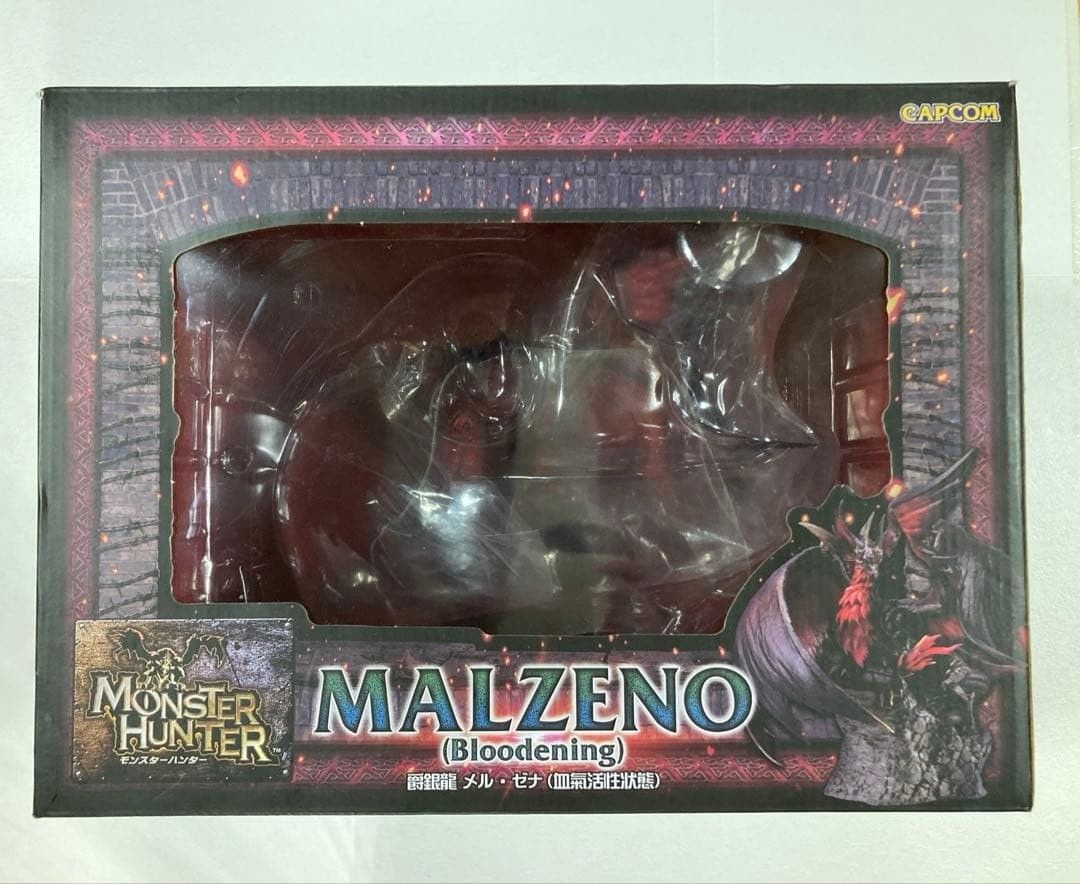 CAPCOM
MONSTER
HUNTER™
モンスターハンター
MALZENO
(Bloodening)
爵銀龍 メル・ゼナ(血氣活性状態)